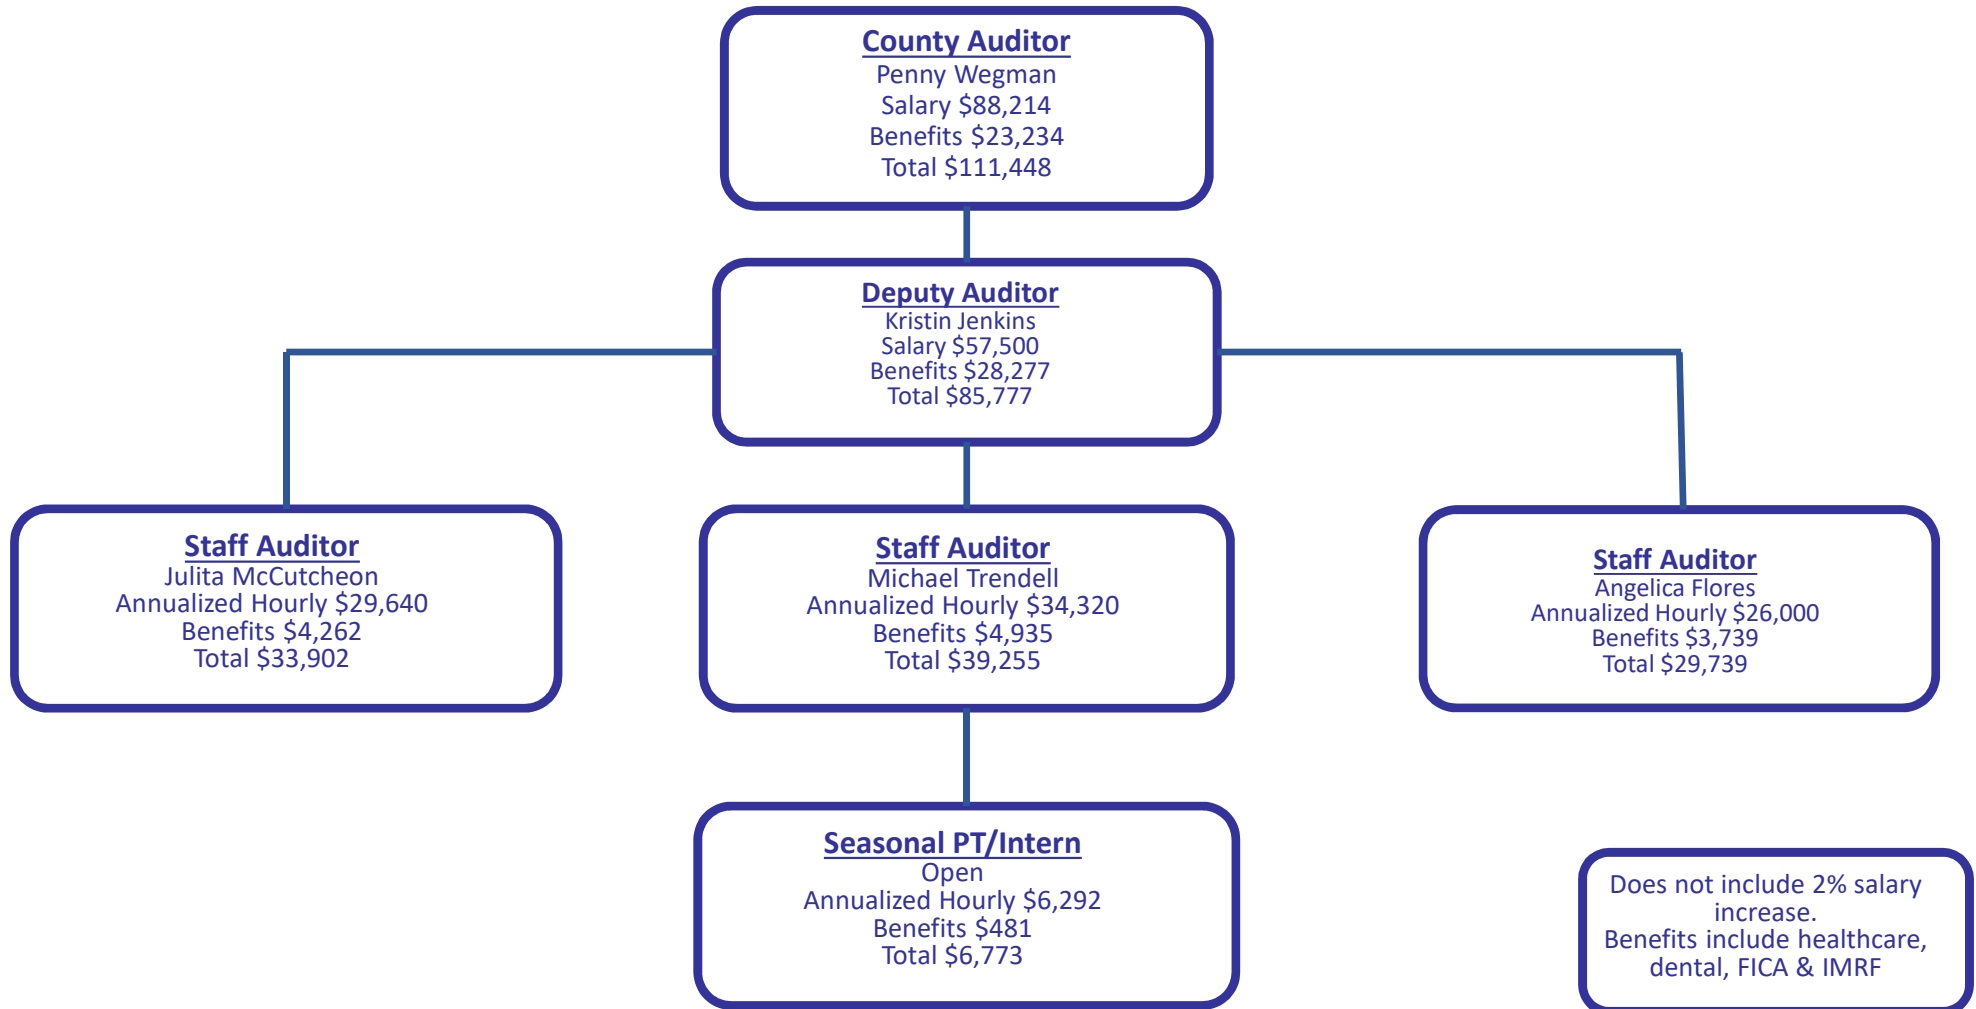 County Auditor
Penny Wegman
Salary $88,214
Benefits $23,234
Total $111,448
Deputy Auditor
Kristin Jenkins
Salary $57,500
Benefits $28,277
Total $85,777
Staff Auditor
Julita McCutcheon
Annualized Hourly $29,640
Benefits $4,262
Total $33,902
Staff Auditor
Michael Trendell
Annualized Hourly $34,320
Benefits $4,935
Total $39,255
Staff Auditor
Angelica Flores
Annualized Hourly $26,000
Benefits $3,739
Total $29,739
Seasonal PT/Intern
Open
Annualized Hourly $6,292
Benefits $481
Total $6,773
Does not include 2% salary
increase.
Benefits include healthcare,
dental, FICA & IMRF